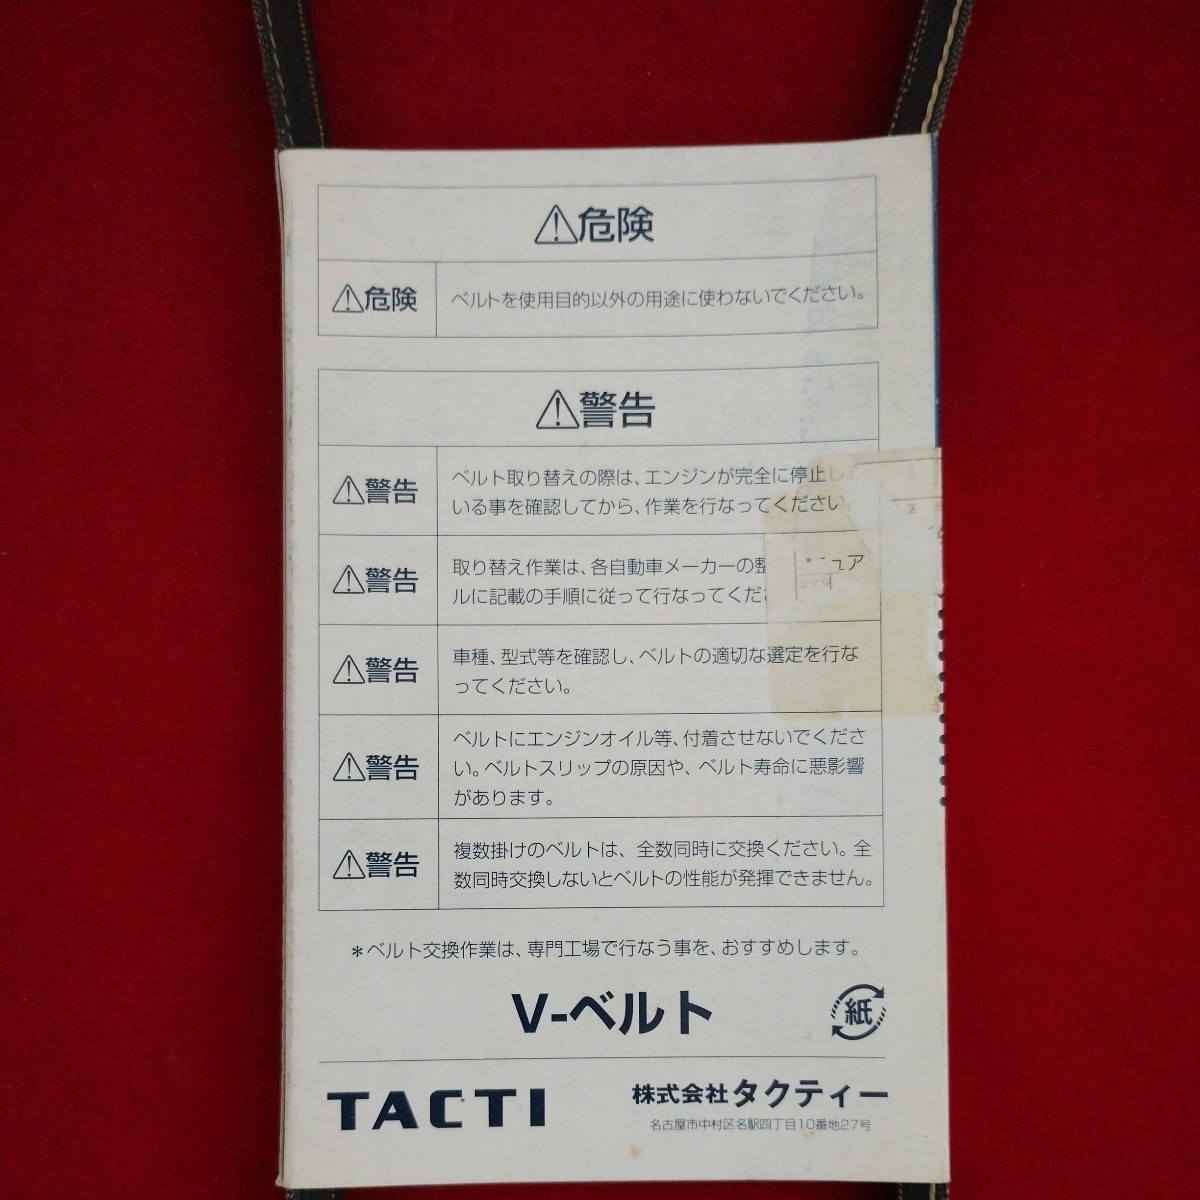 ⚠危険
⚠危険
ベルトを使用目的以外の用途に使わないでください。
⚠警告
⚠警告
ベルト取り替えの際は、エンジンが完全に停止して
いる事を確認してから、作業を行なってください。
⚠警告
取り替え作業は、各自動車メーカーの整 ニュア
ルに記載の手順に従って行なってくだ
⚠警告
車種、型式等を確認し、ベルトの適切な選定を行な
ってください。
⚠警告
ベルトにエンジンオイル等、付着させないでくださ
い。ベルトスリップの原因や、ベルト寿命に悪影響
があります。
⚠警告
複数掛けのベルトは、全数同時に交換ください。全
数同時交換しないとベルトの性能が発揮できません。
＊ベルト交換作業は、専門工場で行なう事を、おすすめします。
V-ベルト
紙
TACTI
株式会社タクティー
名古屋市中村区名駅四丁目10番地27号